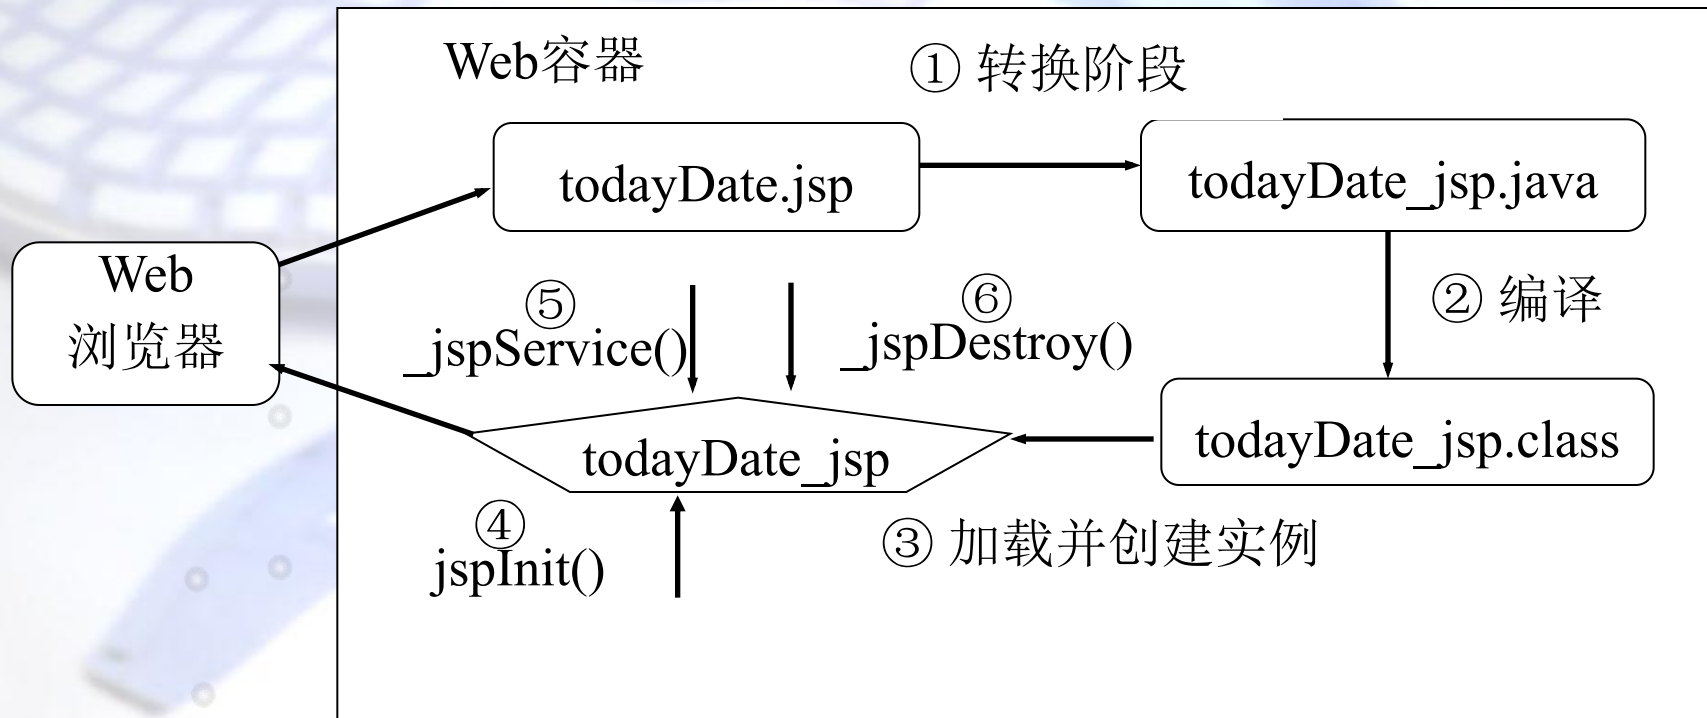 Web容器
① 转换阶段
todayDate.jsp
todayDate_jsp.java
Web
浏览器
⑤
_jspService()
⑥
_jspDestroy()
② 编译
todayDate_jsp
todayDate_jsp.class
④
jspInit()
③ 加载并创建实例